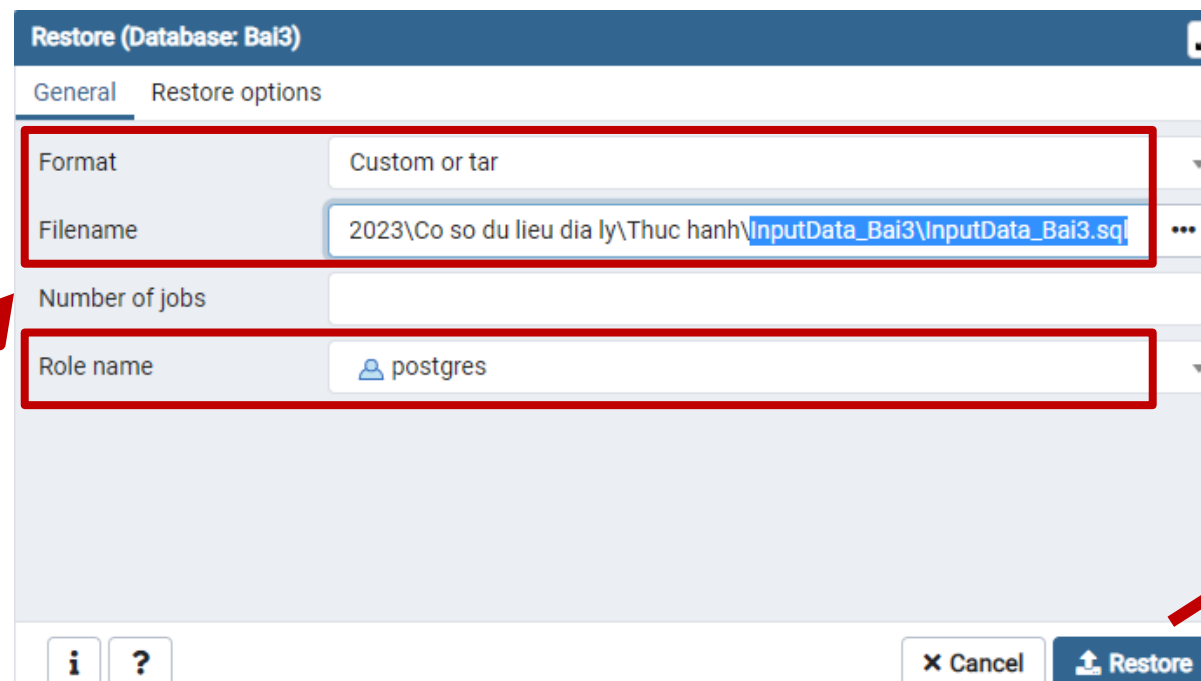 Restore (Database: Bai3)
General Restore options
Format Custom or tar
Filename 2023\Co so du lieu dia ly\Thuc hanh\InputData_Bai3\InputData_Bai3.sql •••
Number of jobs
Role name postgres
i ? × Cancel Restore